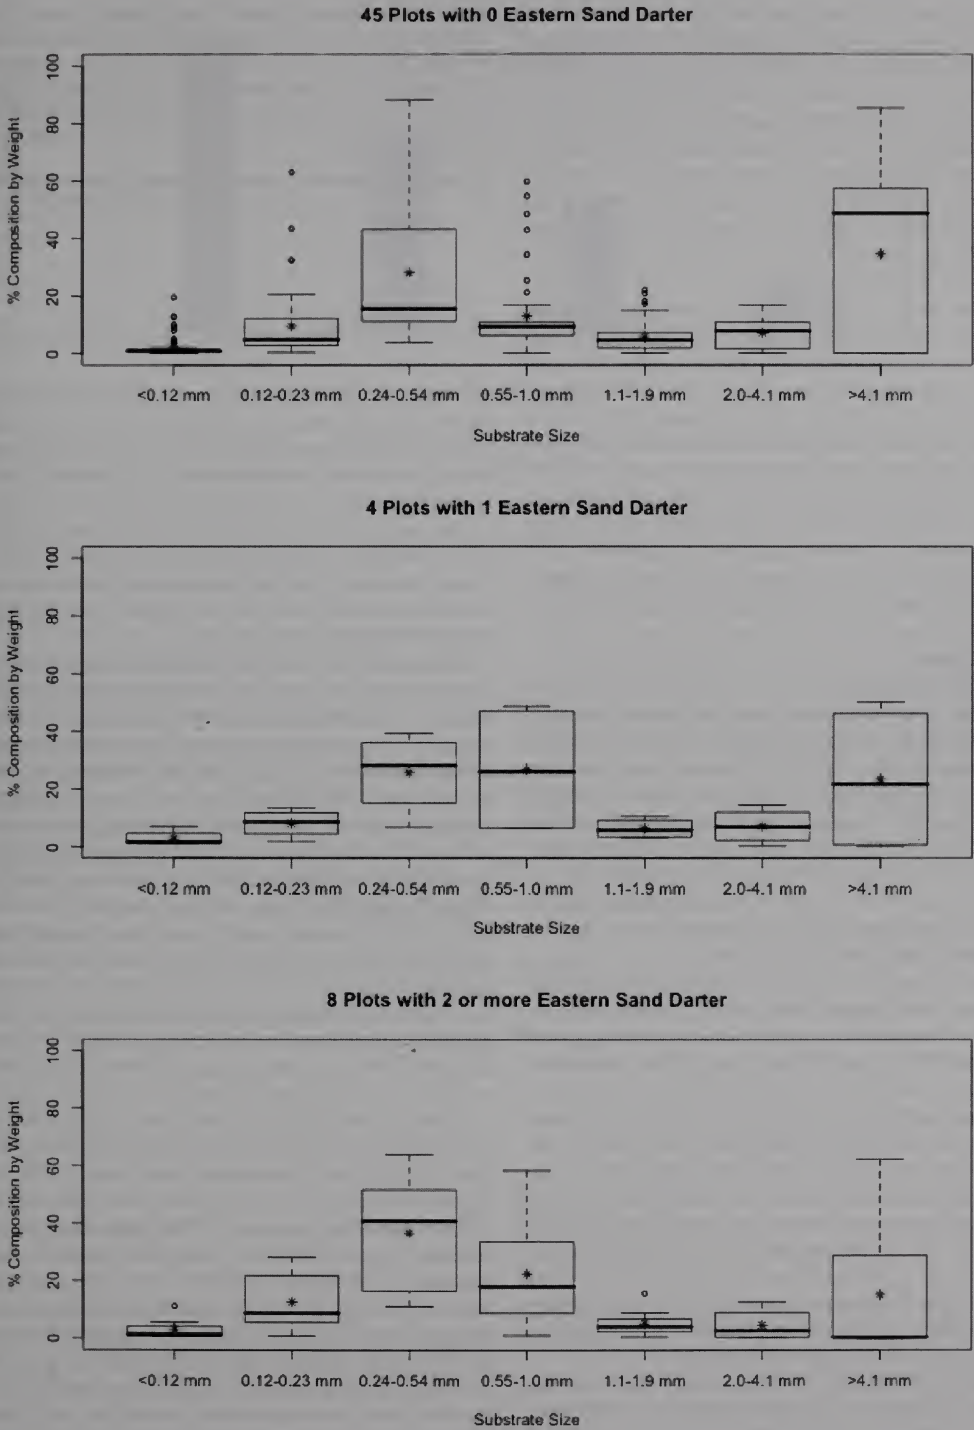 45 Plots with 0 Eastern Sand Darter
% Composition by Weight
100
80
60
40
20
0
<0.12 mm 0.12-0.23 mm 0.24-0.54 mm 0.55-1.0 mm 1.1-1.9 mm 2.0-4.1 mm >4.1 mm
Substrate Size
4 Plots with 1 Eastern Sand Darter
% Composition by Weight
100
80
60
40
20
0
<0.12 mm 0.12-0.23 mm 0.24-0.54 mm 0.55-1.0 mm 1.1-1.9 mm 2.0-4.1 mm >4.1 mm
Substrate Size
8 Plots with 2 or more Eastern Sand Darter
% Composition by Weight
100
80
60
40
20
0
<0.12 mm 0.12-0.23 mm 0.24-0.54 mm 0.55-1.0 mm 1.1-1.9 mm 2.0-4.1 mm >4.1 mm
Substrate Size